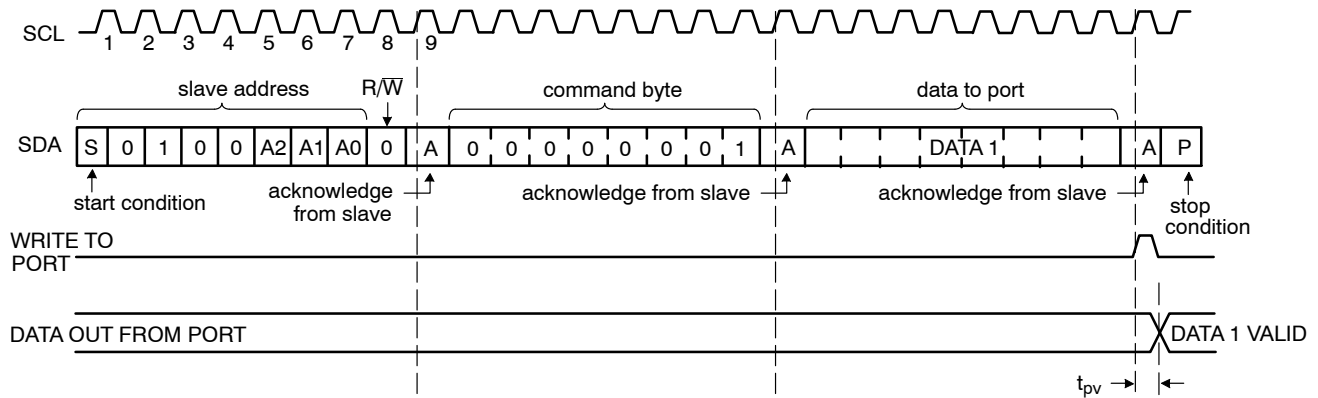 SCL
1 2 3 4 5 6 7 8 9
slave address R/W̅ command byte data to port
SDA S 0 1 0 0 A2 A1 A0 0 A 0 0 0 0 0 0 0 1 A DATA 1 A P
start condition
acknowledge
from slave
acknowledge from slave
acknowledge from slave
stop
condition
WRITE TO
PORT
DATA OUT FROM PORT
DATA 1 VALID
tpv